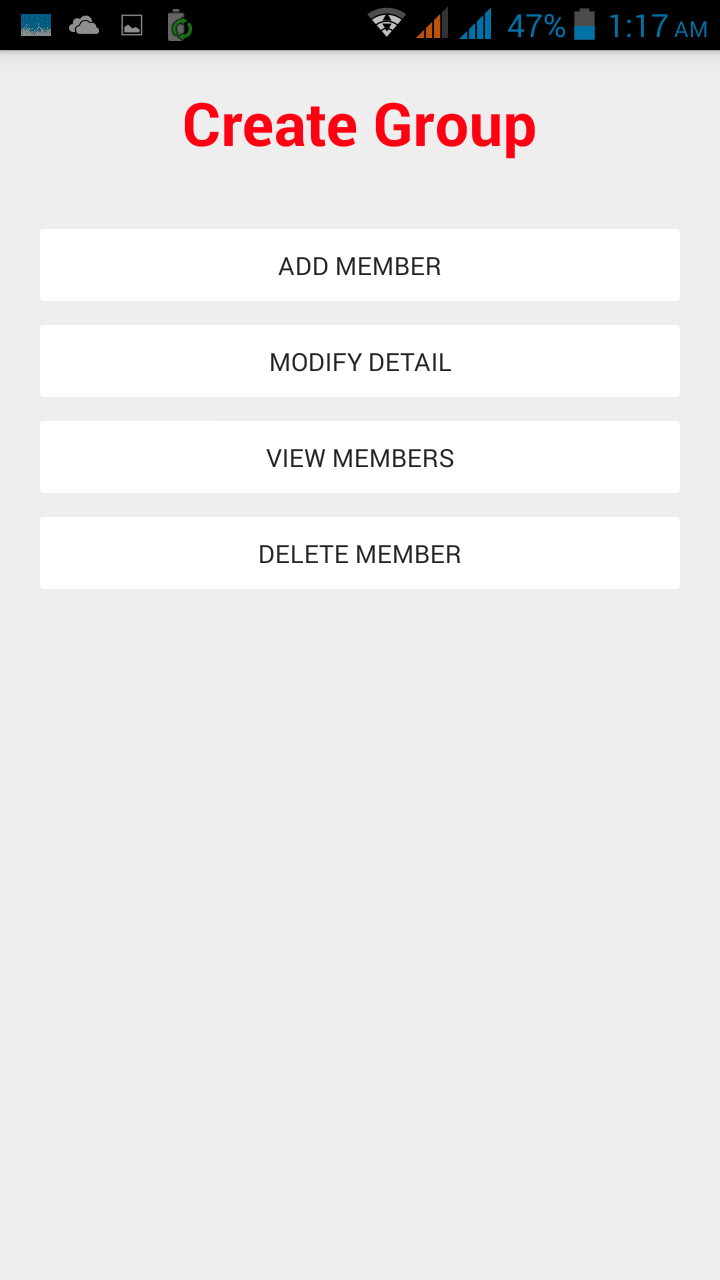 47% 1:17 AM
Create Group
ADD MEMBER
MODIFY DETAIL
VIEW MEMBERS
DELETE MEMBER